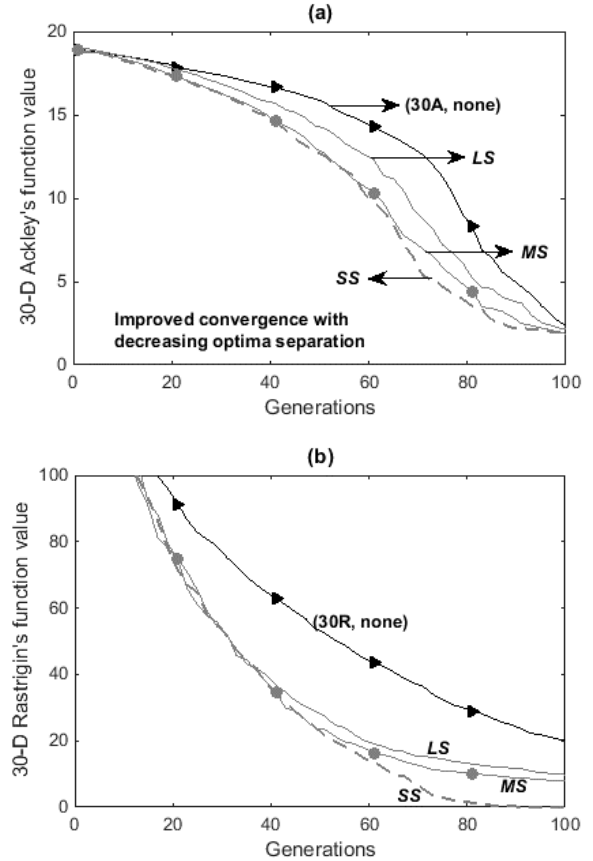 (a)
20
15
10
5
0
30-D Ackley's function value
(30A, none)
LS
MS
SS
Improved convergence with
decreasing optima separation
0 20 40 60 80 100
Generations
(b)
100
80
60
40
20
0
30-D Rastrigin's function value
(30R, none)
LS
MS
SS
0 20 40 60 80 100
Generations